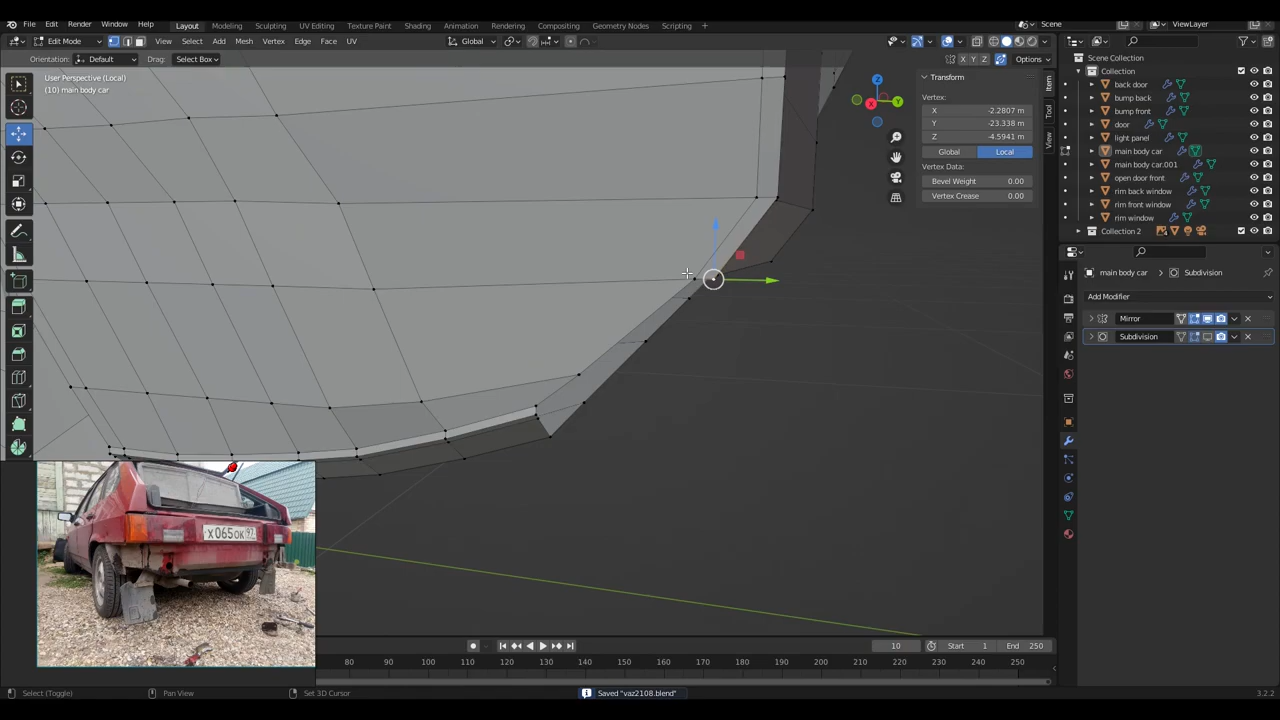 File Edit Render Window Help Layout Modeling Sculpting UV Editing Texture Paint Shading Animation Rendering Compositing Geometry Nodes Scripting + Scene ViewLayer
Edit Mode View Select Add Mesh Vertex Edge Face UV Global
Orientation: Default Drag: Select Box X Y Z Options
User Perspective (Local)
(10) main body car
Z
Y
X
Transform
Vertex:
X -2.2807 m
Y -23.338 m
Z -4.5941 m
Global Local
Vertex Data:
Bevel Weight 0.00
Vertex Crease 0.00
Item
Tool
View
Scene Collection
Collection
back door
bump back
bump front
door
light panel
main body car
main body car.001
open door front
rim back window
rim front window
rim window
Collection 2
main body car > Subdivision
Add Modifier
Mirror
Subdivision
х065ок 97
80 90 100 110 120 130 140 150 160 170 180 190 200 210 220 230 240 250
10 Start 1 End 250
Select (Toggle) Pan View Set 3D Cursor Saved "vaz2108.blend" 3.2.2